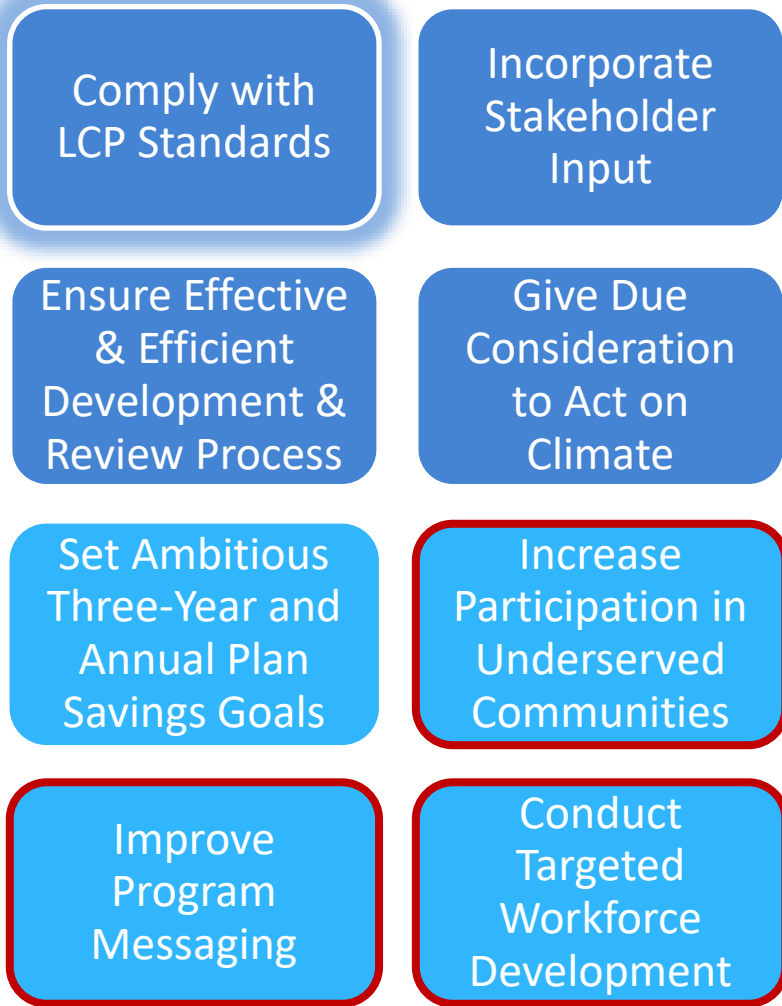 Comply with
LCP Standards
Incorporate
Stakeholder
Input
Ensure Effective
& Efficient
Development &
Review Process
Give Due
Consideration
to Act on
Climate
Set Ambitious
Three-Year and
Annual Plan
Savings Goals
Increase
Participation in
Underserved
Communities
Improve
Program
Messaging
Conduct
Targeted
Workforce
Development